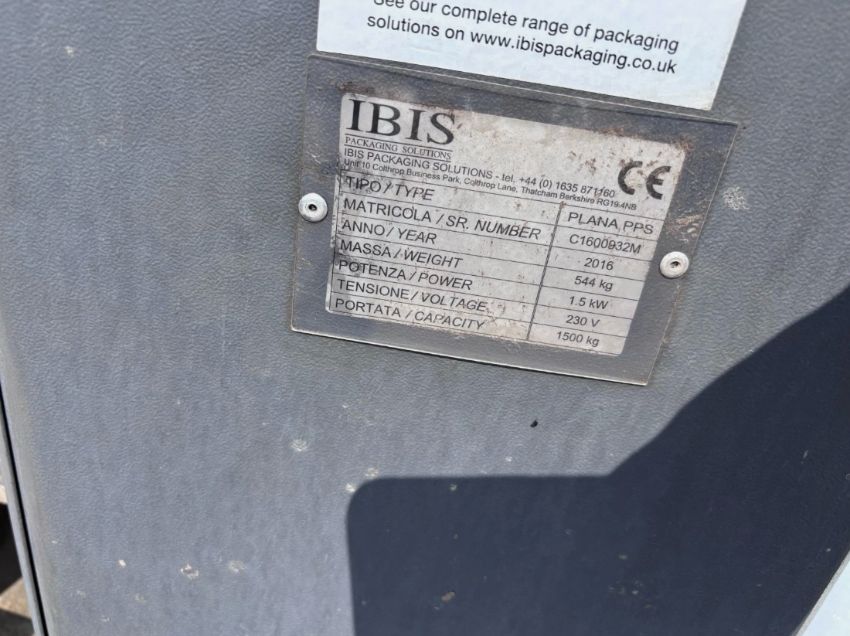 See our complete range of packaging
solutions on www.ibispackaging.co.uk
IBIS
PACKAGING SOLUTIONS
IBIS PACKAGING SOLUTIONS - tel. +44 (0) 1635 871160
Unit 10 Colthrop Business Park, Colthrop Lane, Thatcham Berkshire RG19 4NB
CE
TIPO / TYPE PLANA PPS
MATRICOLA / SR. NUMBER C1600932M
ANNO / YEAR 2016
MASSA / WEIGHT 544 kg
POTENZA / POWER 1.5 kW
TENSIONE / VOLTAGE 230 V
PORTATA / CAPACITY 1500 kg